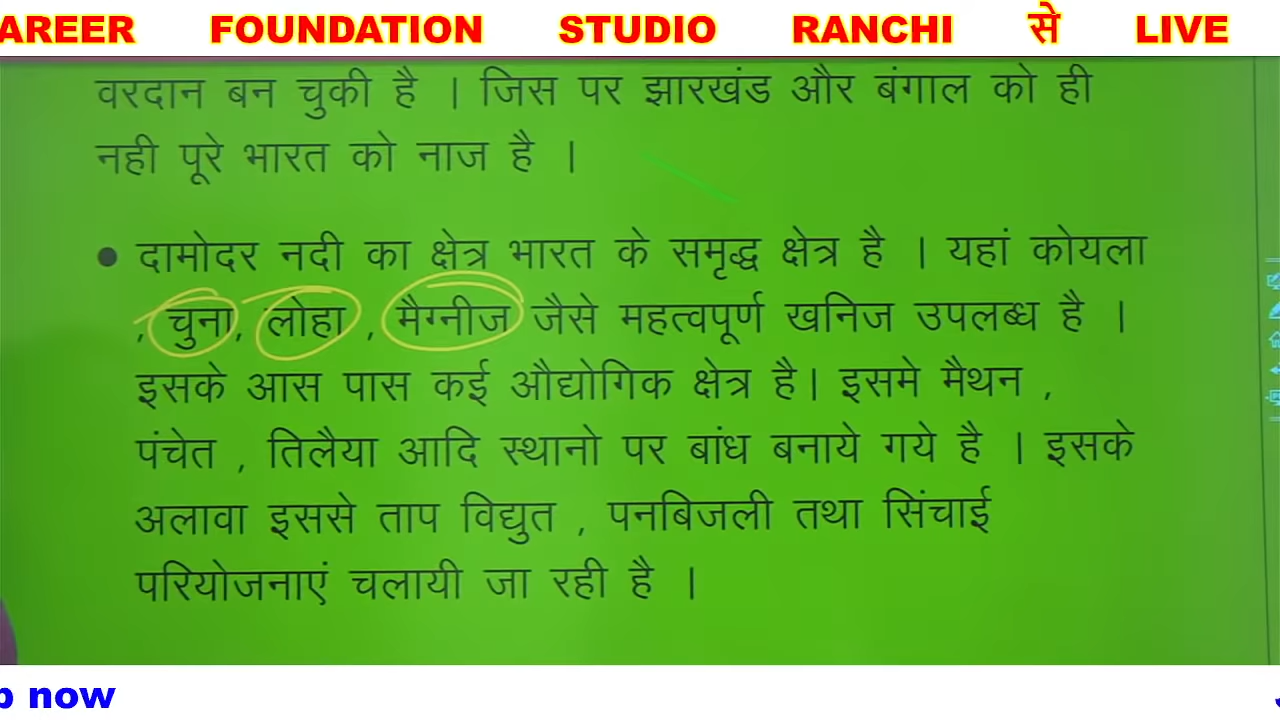 AREER FOUNDATION STUDIO RANCHI से LIVE
वरदान बन चुकी है । जिस पर झारखंड और बंगाल को ही
नही पूरे भारत को नाज है ।
• दामोदर नदी का क्षेत्र भारत के समृद्ध क्षेत्र है । यहां कोयला
, चुना, लोहा , मैग्नीज जैसे महत्वपूर्ण खनिज उपलब्ध है ।
इसके आस पास कई औद्योगिक क्षेत्र है। इसमे मैथन ,
पंचेत , तिलैया आदि स्थानो पर बांध बनाये गये है । इसके
अलावा इससे ताप विद्युत , पनबिजली तथा सिंचाई
परियोजनाएं चलायी जा रही है ।
now